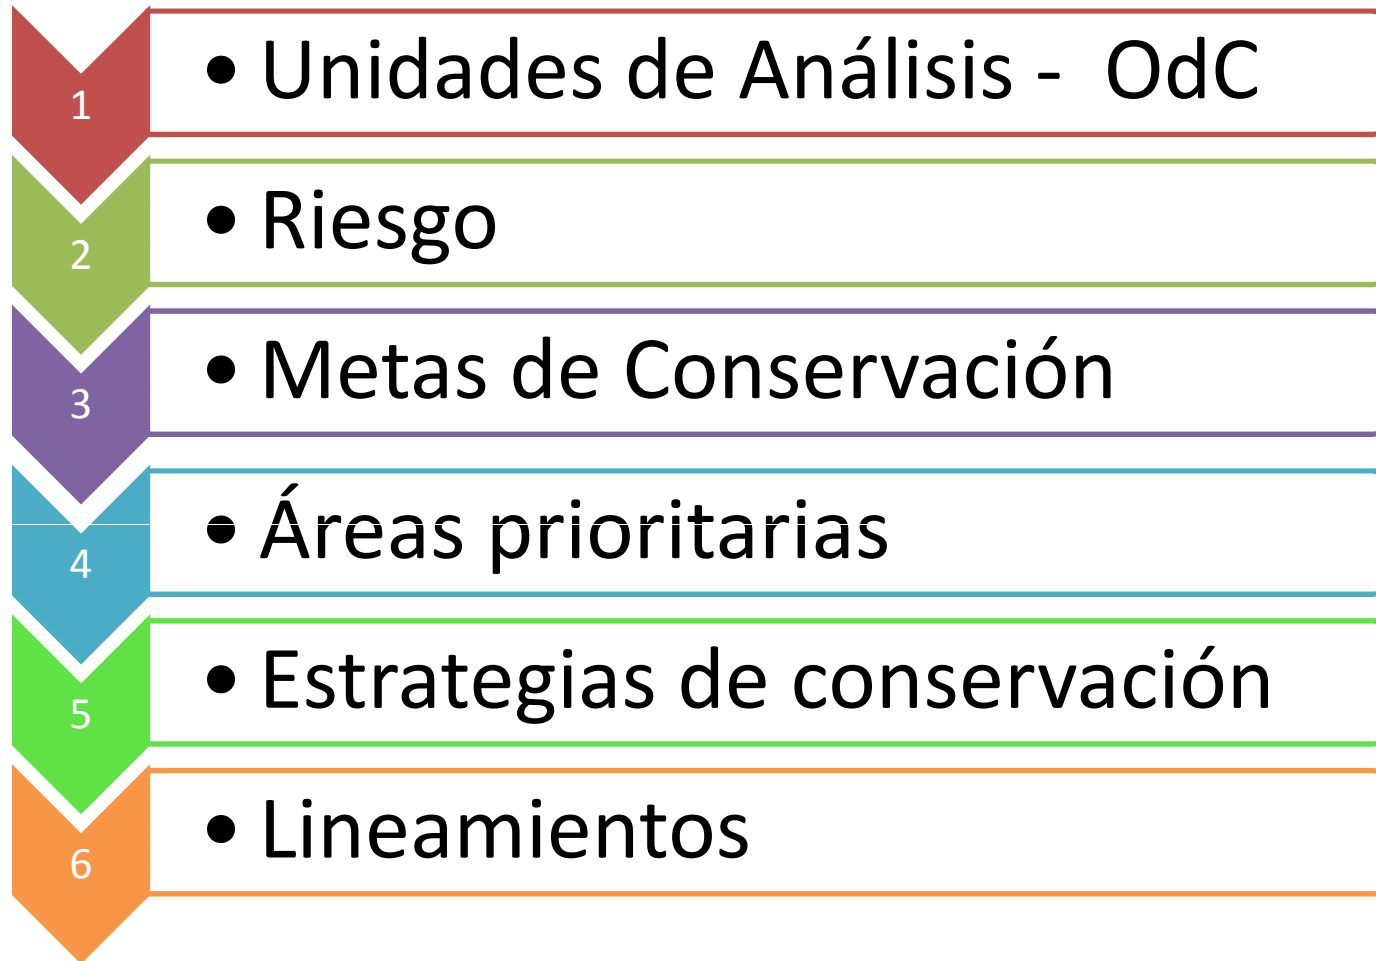 1
• Unidades de Análisis - OdC
2
• Riesgo
3
• Metas de Conservación
4
• Áreas prioritarias
5
• Estrategias de conservación
6
• Lineamientos